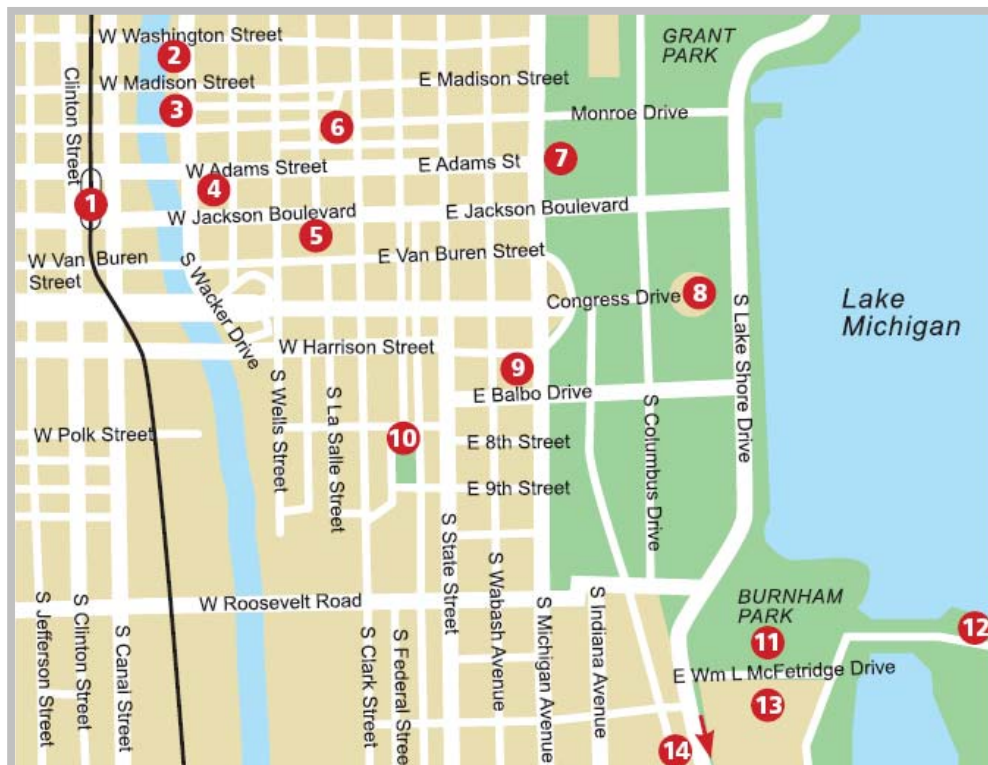 W Washington Street
2
GRANT
PARK
Clinton Street
W Madison Street
E Madison Street
3
6
Monroe Drive
W Adams Street
E Adams St
7
4
1
W Jackson Boulevard
E Jackson Boulevard
5
W Van Buren
Street
E Van Buren Street
S Wacker Drive
Congress Drive
8
S Lake Shore Drive
Lake
Michigan
W Harrison Street
9
E Balbo Drive
S Wells Street
S La Salle Street
S Columbus Drive
W Polk Street
10
E 8th Street
E 9th Street
S State Street
S Wabash Avenue
W Roosevelt Road
S Jefferson Street
S Clinton Street
S Canal Street
S Clark Street
S Federal Street
S Michigan Avenue
S Indiana Avenue
BURNHAM
PARK
11
12
E Wm L McFetridge Drive
13
14